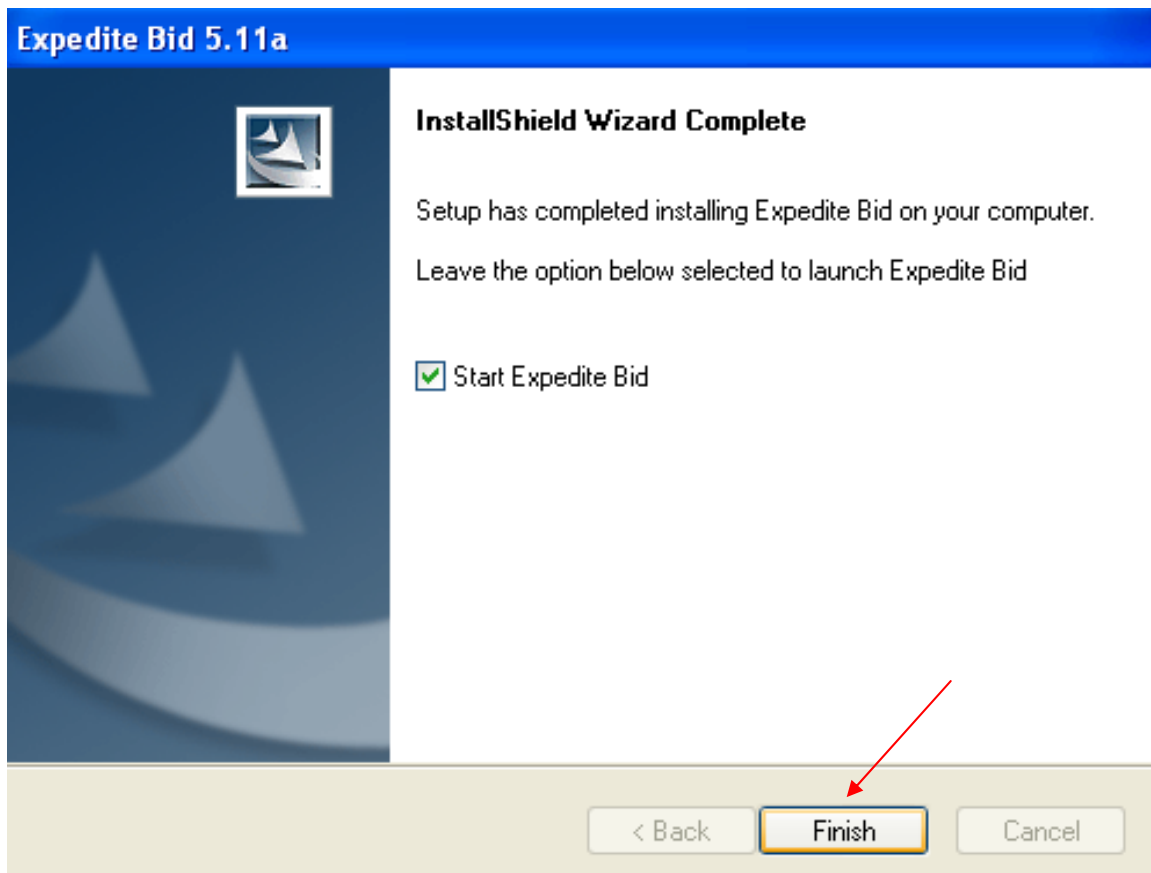 Expedite Bid 5.11a
InstallShield Wizard Complete
Setup has completed installing Expedite Bid on your computer.
Leave the option below selected to launch Expedite Bid
Start Expedite Bid
< Back
Finish
Cancel